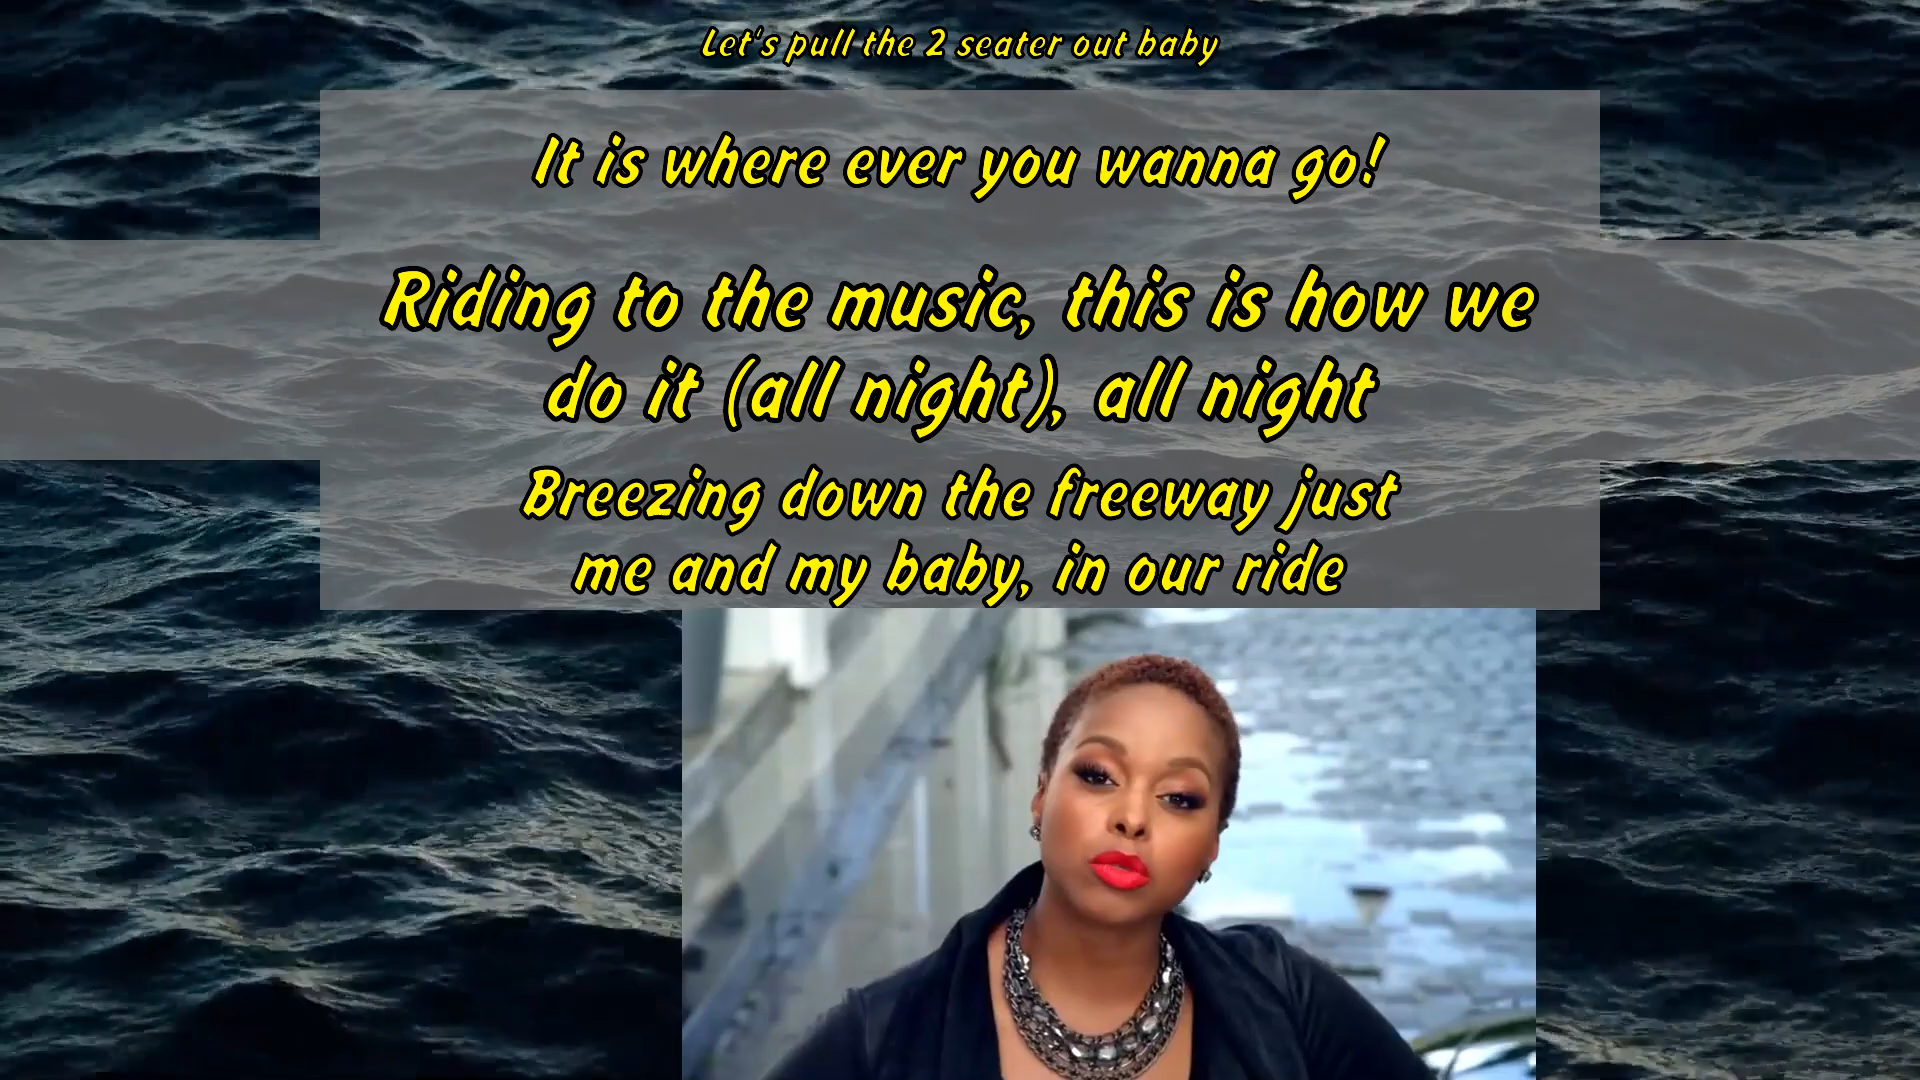 Let's pull the 2 seater out baby
It is where ever you wanna go!
Riding to the music, this is how we
do it (all night), all night
Breezing down the freeway just
me and my baby, in our ride